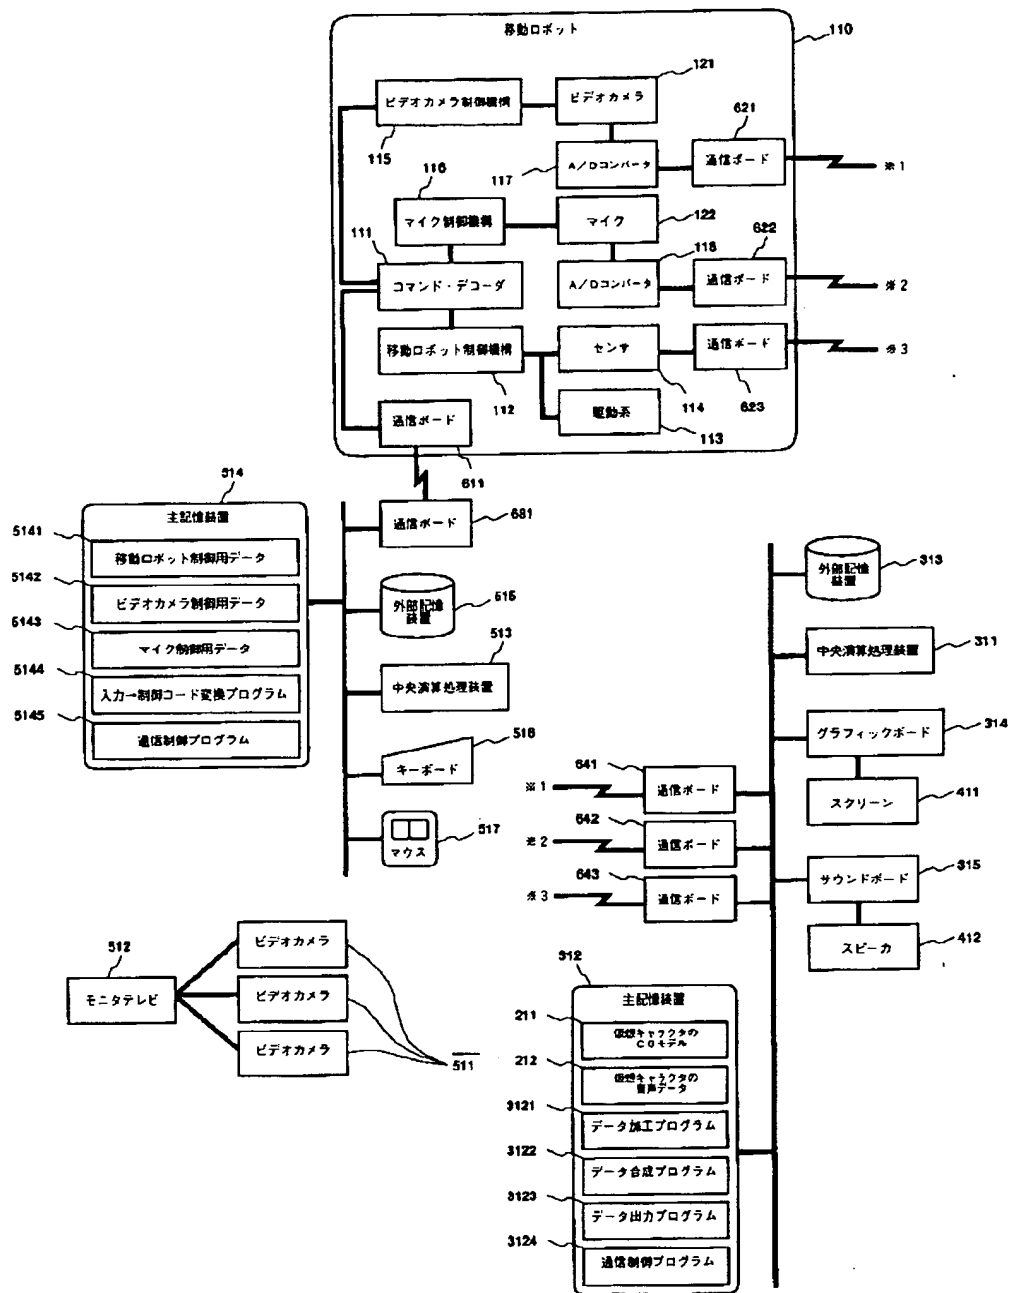 移動ロボット
110
121
ビデオカメラ制御機構
ビデオカメラ
621
115
116
117
A/Dコンバータ
通信ボード
※1
マイク制御機構
マイク
122
118
622
111
コマンド・デコーダ
A/Dコンバータ
通信ボード
※2
移動ロボット制御機構
センサ
通信ボード
※3
112
114
623
通信ボード
駆動系
113
611
514
主記憶装置
通信ボード
681
5141
移動ロボット制御用データ
5142
ビデオカメラ制御用データ
5143
マイク制御用データ
5144
入力→制御コード変換プログラム
5145
通信制御プログラム
外部記憶
装置
515
513
中央演算処理装置
516
キーボード
517
マウス
外部記憶
装置
313
中央演算処理装置
311
グラフィックボード
314
スクリーン
411
サウンドボード
315
スピーカ
412
※1
641
通信ボード
※2
642
通信ボード
※3
643
通信ボード
512
モニタテレビ
ビデオカメラ
ビデオカメラ
ビデオカメラ
511
312
主記憶装置
211
仮想キャラクタの
CGモデル
212
仮想キャラクタの
音声データ
3121
データ加工プログラム
3122
データ合成プログラム
3123
データ出力プログラム
3124
通信制御プログラム